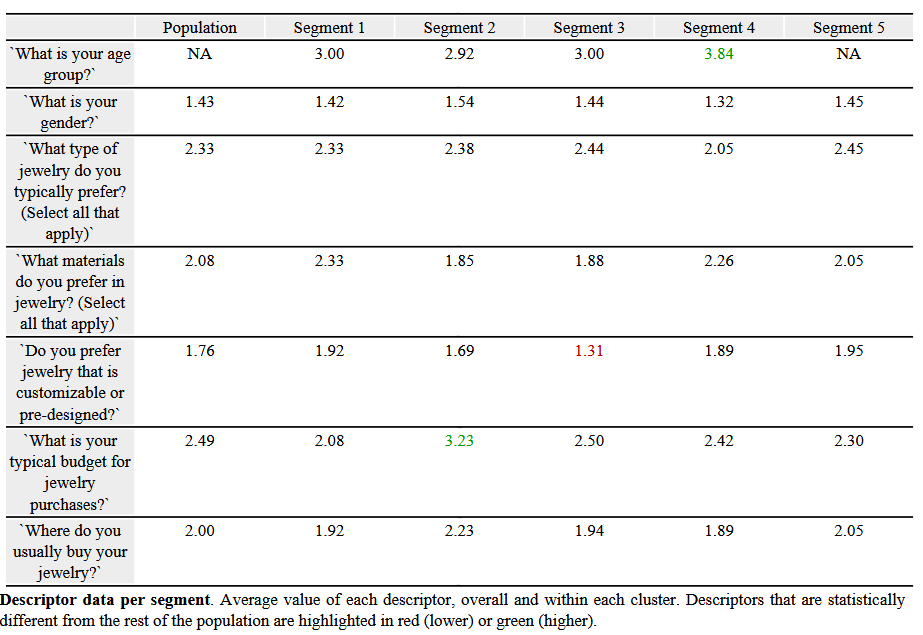 Population Segment 1 Segment 2 Segment 3 Segment 4 Segment 5
`What is your age NA 3.00 2.92 3.00 3.84 NA
group?`
`What is your 1.43 1.42 1.54 1.44 1.32 1.45
gender?`
`What type of 2.33 2.33 2.38 2.44 2.05 2.45
jewelry do you
typically prefer?
(Select all that
apply)`
`What materials 2.08 2.33 1.85 1.88 2.26 2.05
do you prefer in
jewelry? (Select
all that apply)`
`Do you prefer 1.76 1.92 1.69 1.31 1.89 1.95
jewelry that is
customizable or
pre-designed?`
`What is your 2.49 2.08 3.23 2.50 2.42 2.30
typical budget for
jewelry
purchases?`
`Where do you 2.00 1.92 2.23 1.94 1.89 2.05
usually buy your
jewelry?`
Descriptor data per segment. Average value of each descriptor, overall and within each cluster. Descriptors that are statistically
different from the rest of the population are highlighted in red (lower) or green (higher).